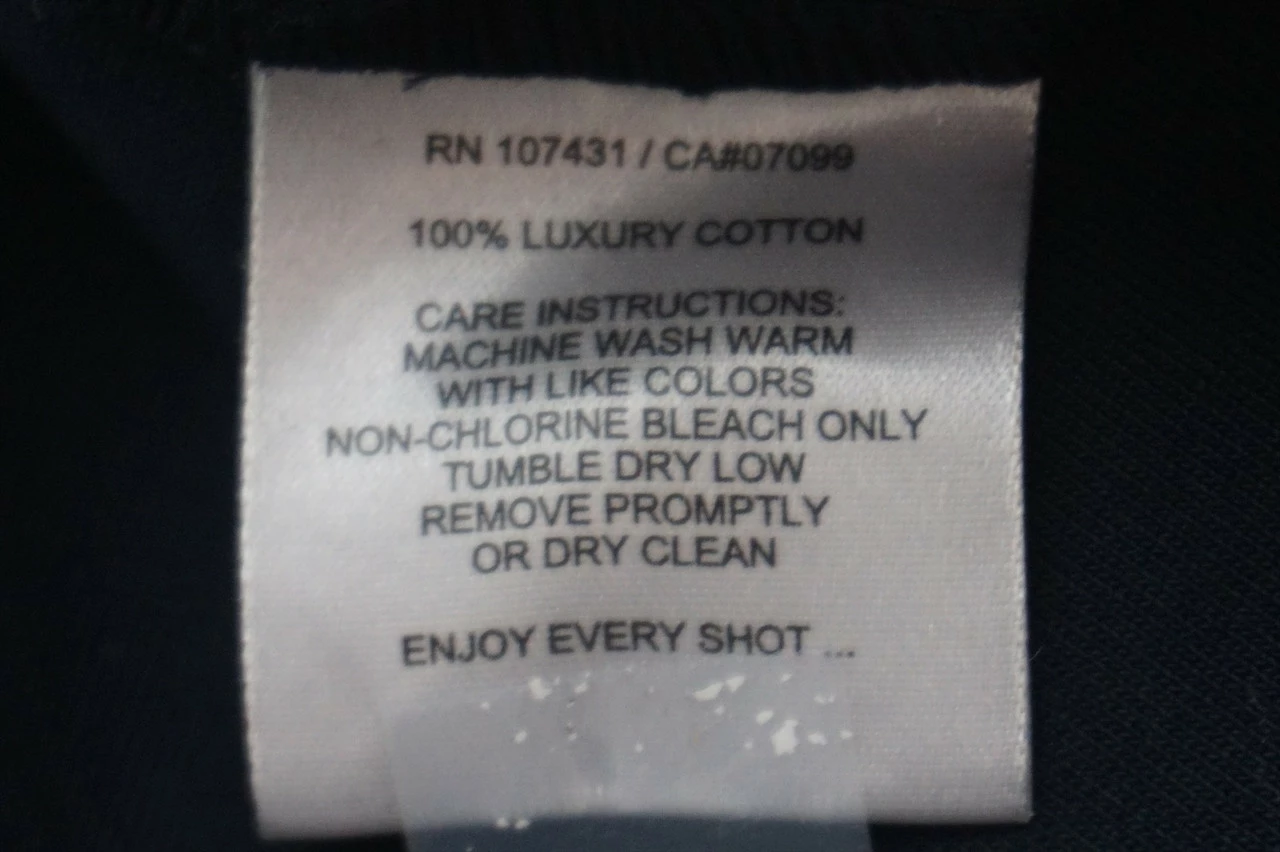 RN 107431 / CA#07099
100% LUXURY COTTON
CARE INSTRUCTIONS:
MACHINE WASH WARM
WITH LIKE COLORS
NON-CHLORINE BLEACH ONLY
TUMBLE DRY LOW
REMOVE PROMPTLY
OR DRY CLEAN
ENJOY EVERY SHOT ...